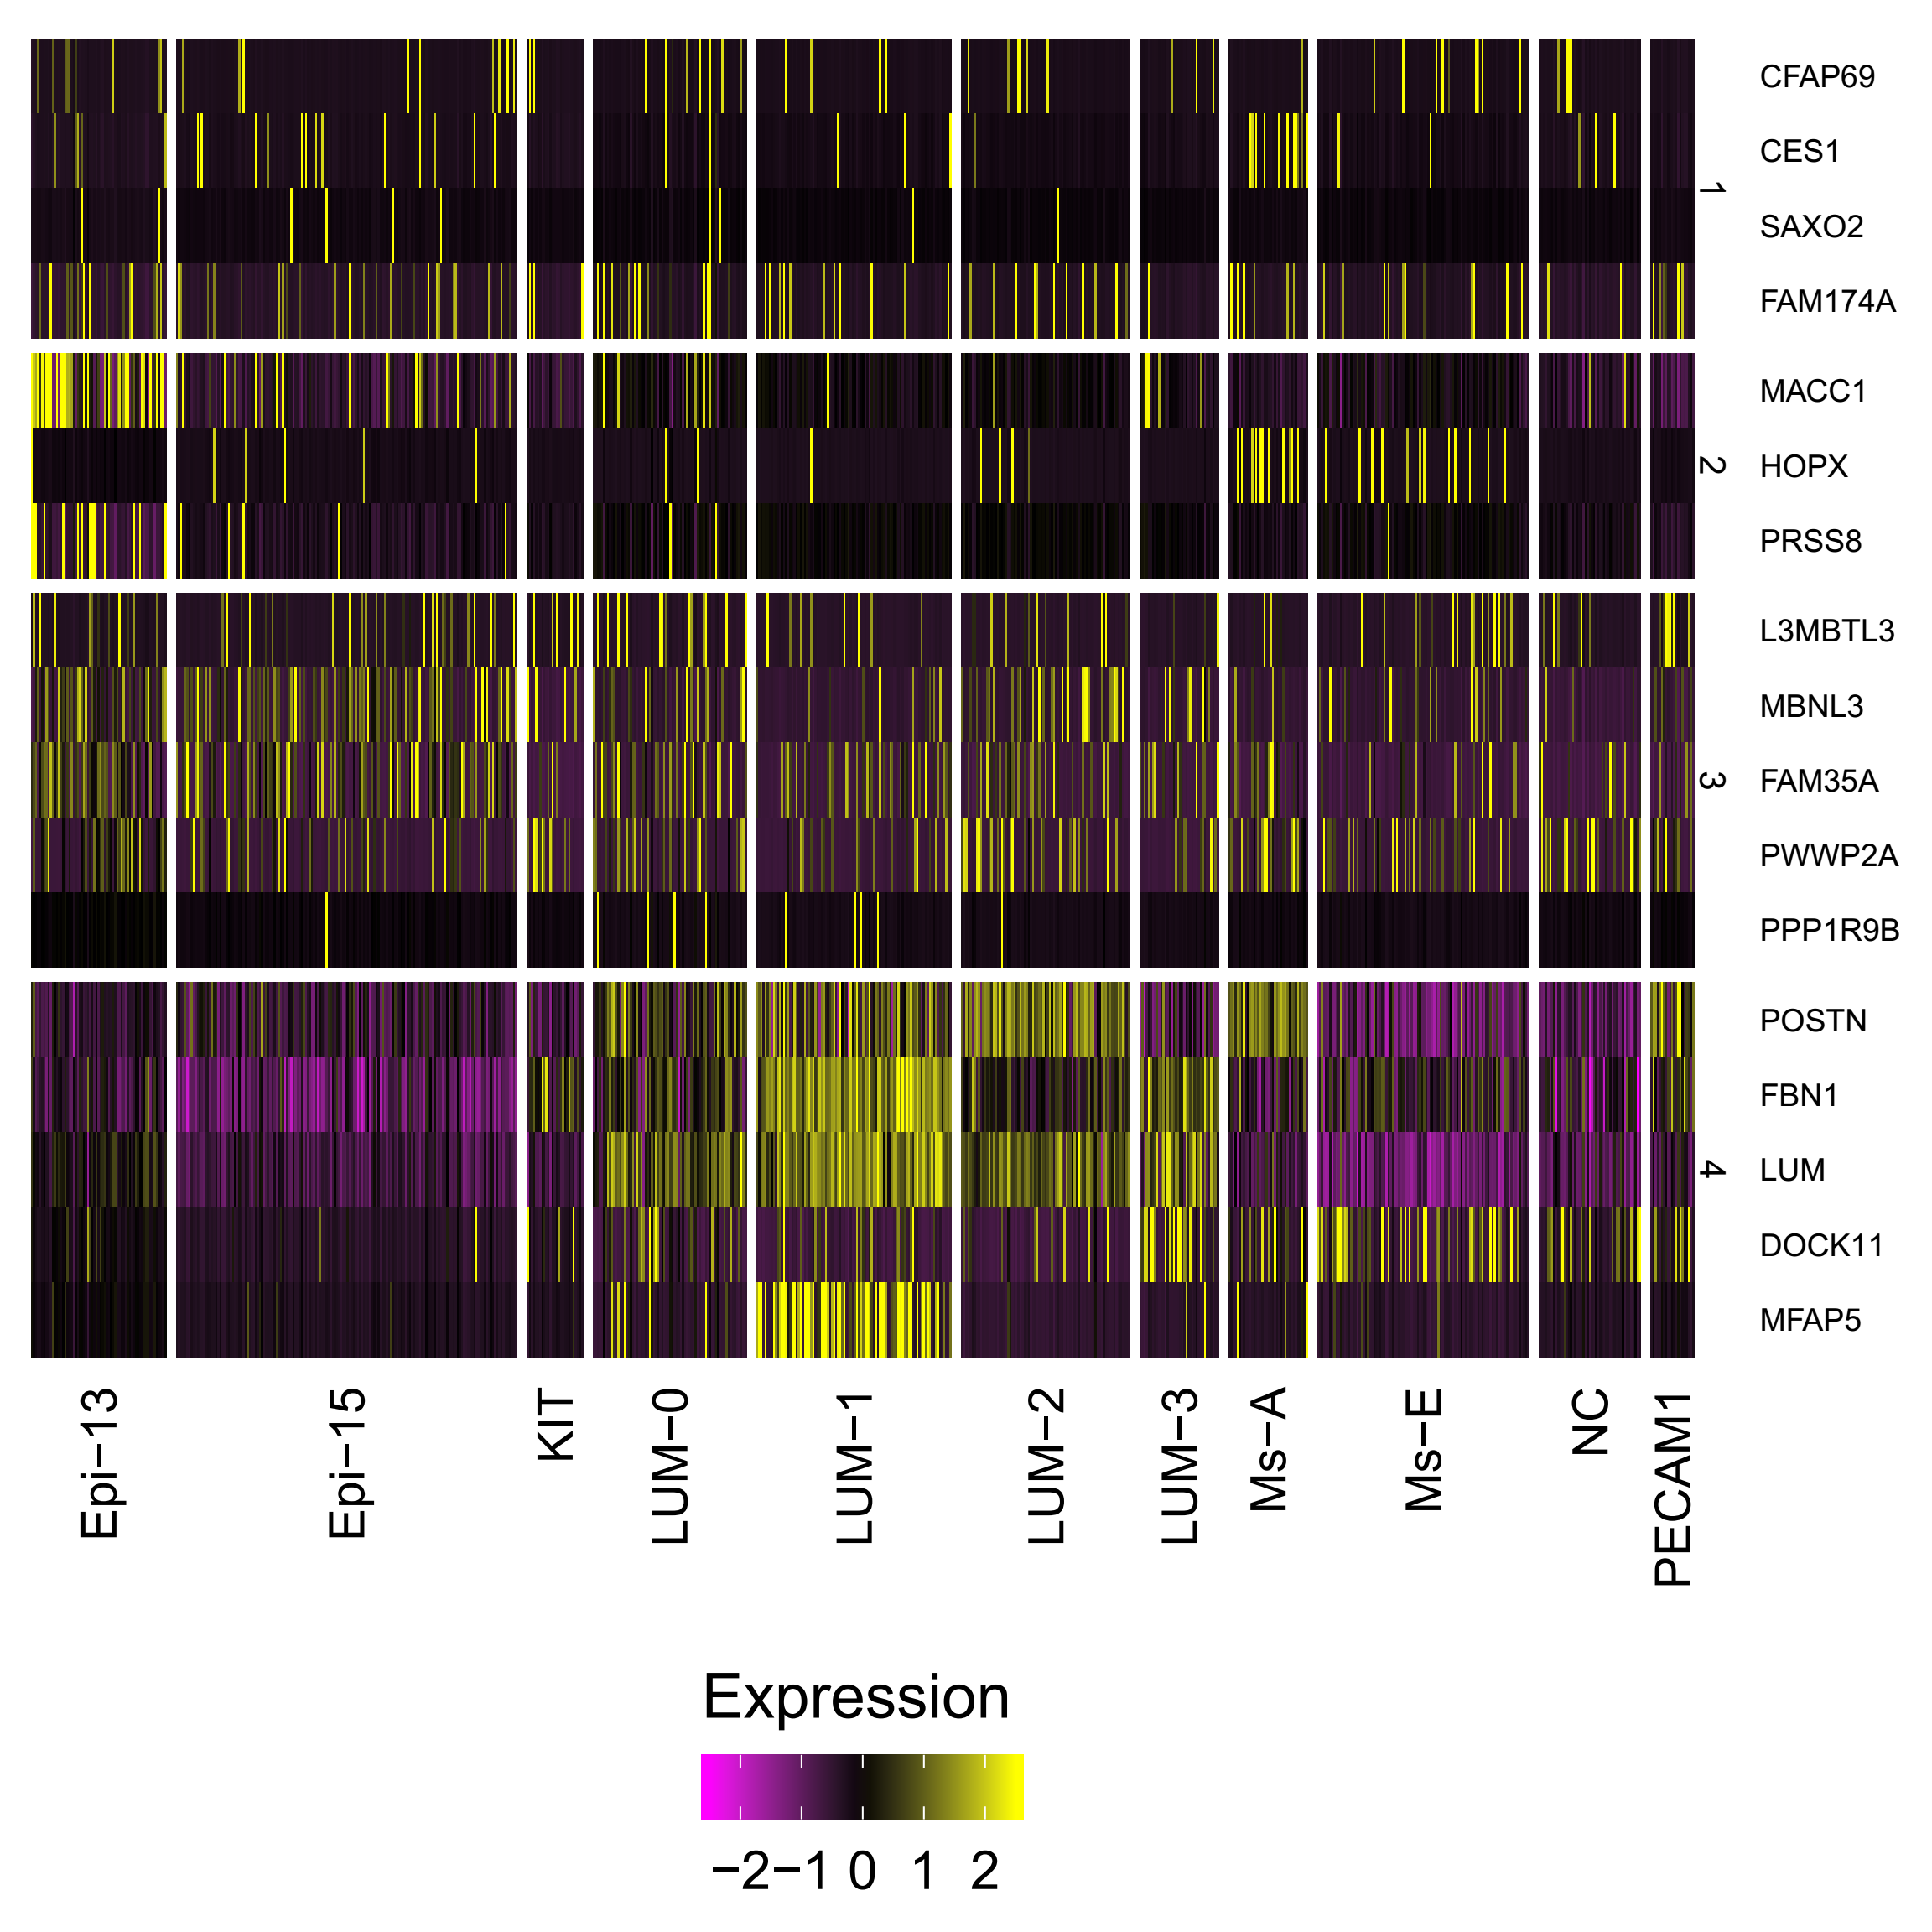 CFAP69
CES1
1
SAXO2
FAM174A
MACC1
2
HOPX
PRSS8
L3MBTL3
MBNL3
3
FAM35A
PWWP2A
PPP1R9B
POSTN
FBN1
4
LUM
DOCK11
MFAP5
Epi−13
Epi−15
KIT
LUM−0
LUM−1
LUM−2
LUM−3
Ms−A
Ms−E
NC
PECAM1
Expression
−2 −1 0 1 2